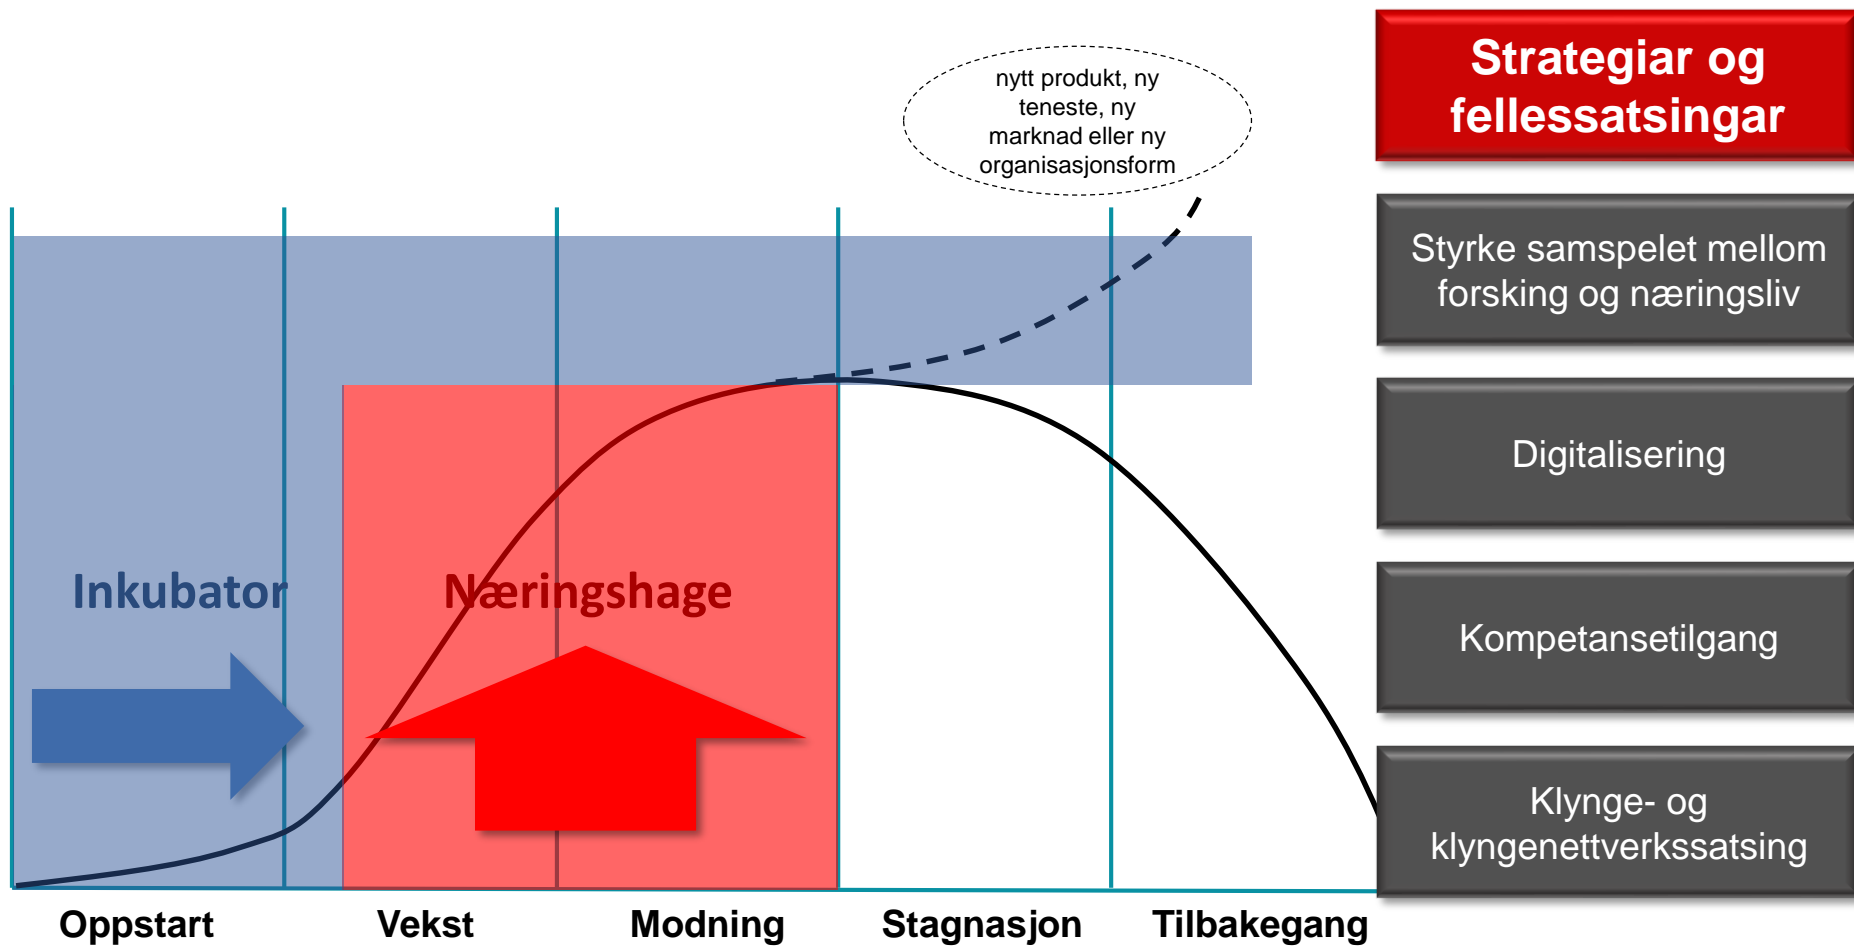 nytt produkt, ny
teneste, ny
marknad eller ny
organisasjonsform
Inkubator
Næringshage
Oppstart
Vekst
Modning
Stagnasjon
Tilbakegang
Strategiar og
fellessatsingar
Styrke samspelet mellom
forsking og næringsliv
Digitalisering
Kompetansetilgang
Klynge- og
klyngenettverkssatsing